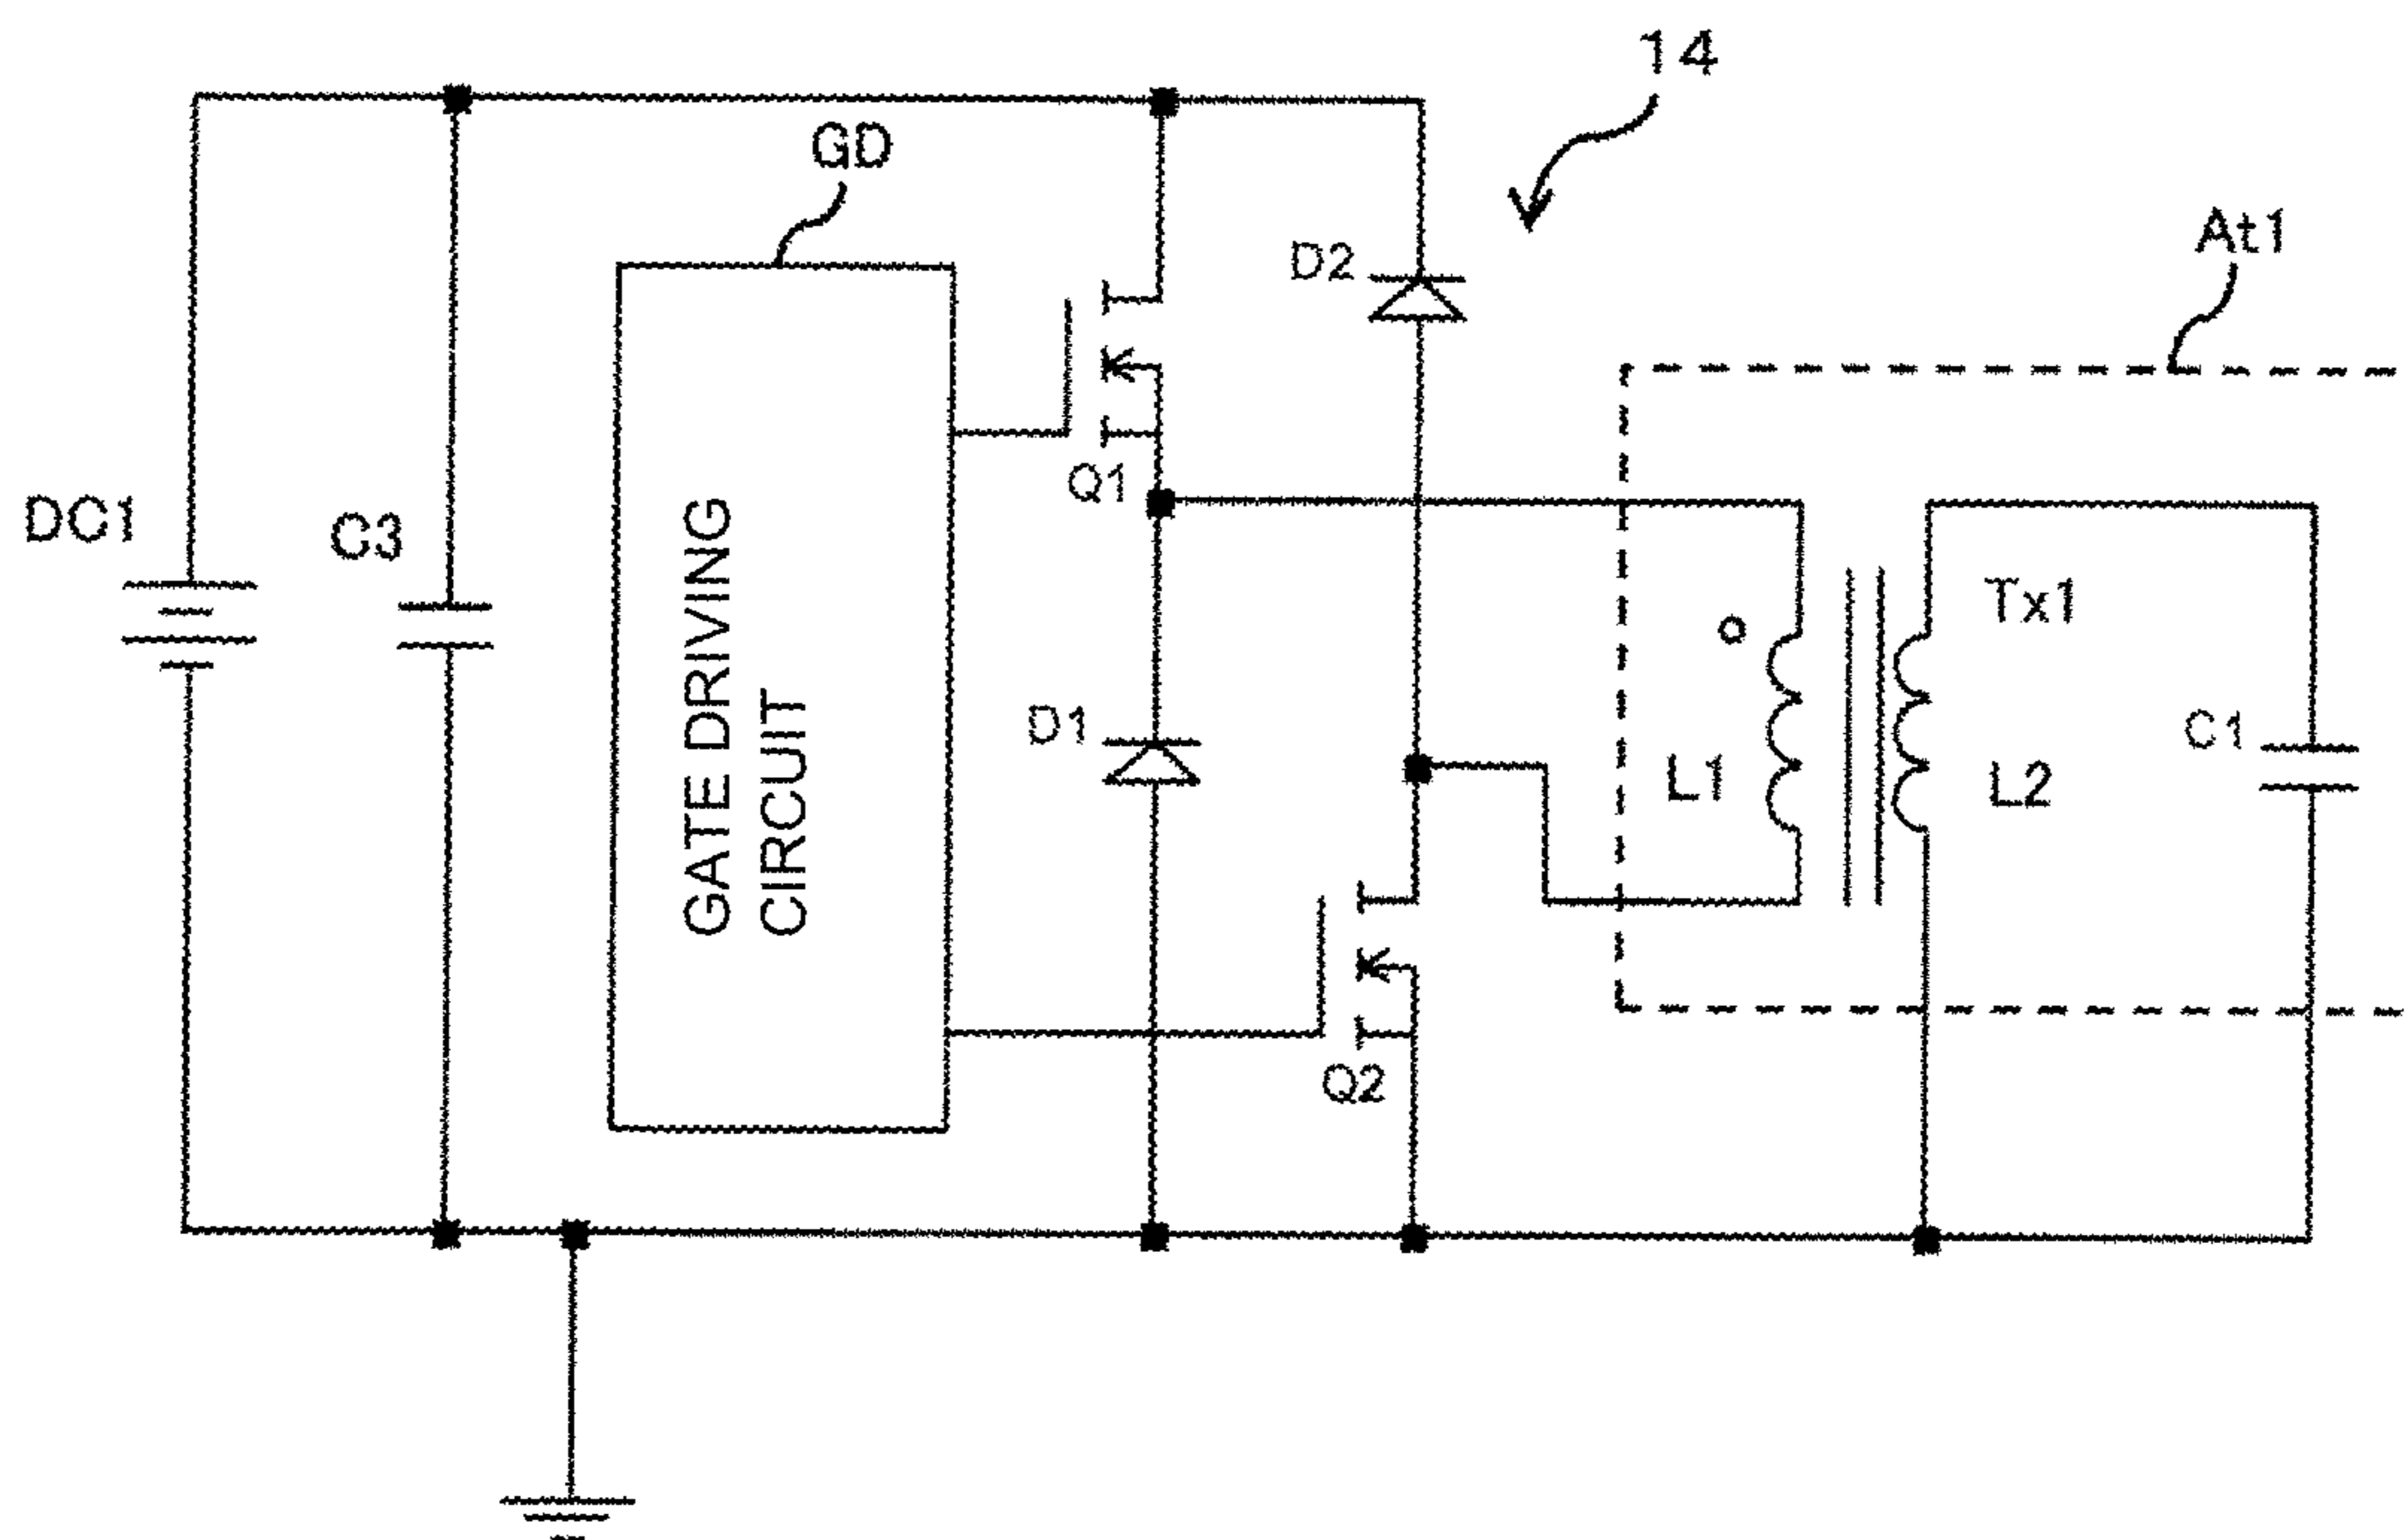 14
GD
At1
D2
DC1
C3
Q1
Tx1
GATE DRIVING
CIRCUIT
D1
C1
L1
L2
Q2